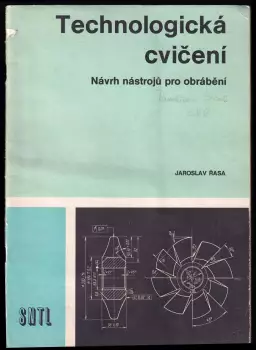 Technologická
cvičení
Návrh nástrojů pro obrábění
JAROSLAV ŘASA
SNTL